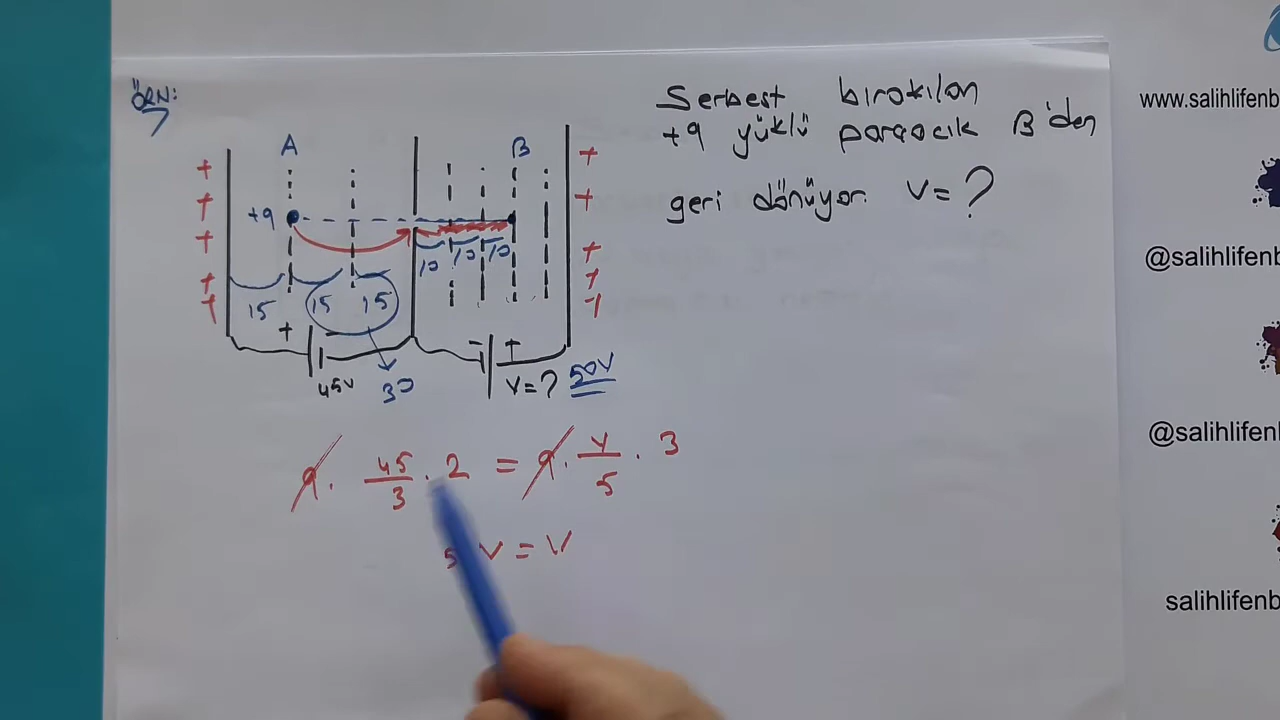 ÖRN:
Serbest bırakılan
+q yüklü parçacık B'den
geri dönüyor. V=?
A
B
+q
+
+
+
+
+
+
+
+
+
+
10 10 10
15 15 15
+
- +
45V
30
V=?
50V
q. 45/3 . 2 = q. V/5 . 3
V = V
www.salihlifenb
@salihlifenb
@salihlifenb
salihlifenb